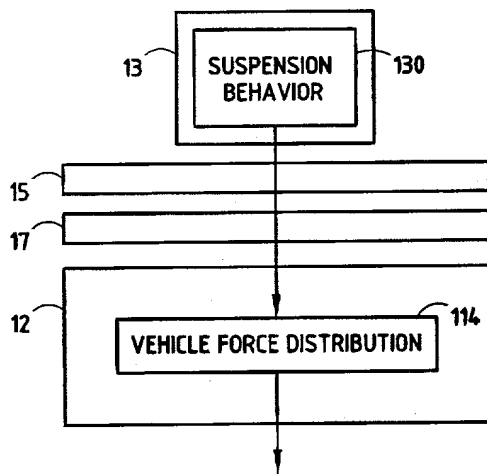 13
SUSPENSION
BEHAVIOR
130
15
17
12
114
VEHICLE FORCE DISTRIBUTION